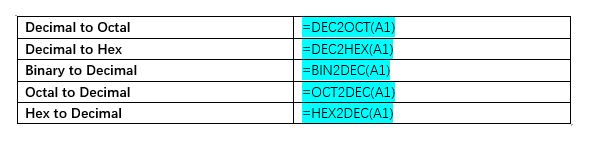 Decimal to Octal =DEC2OCT(A1)
Decimal to Hex =DEC2HEX(A1)
Binary to Decimal =BIN2DEC(A1)
Octal to Decimal =OCT2DEC(A1)
Hex to Decimal =HEX2DEC(A1)